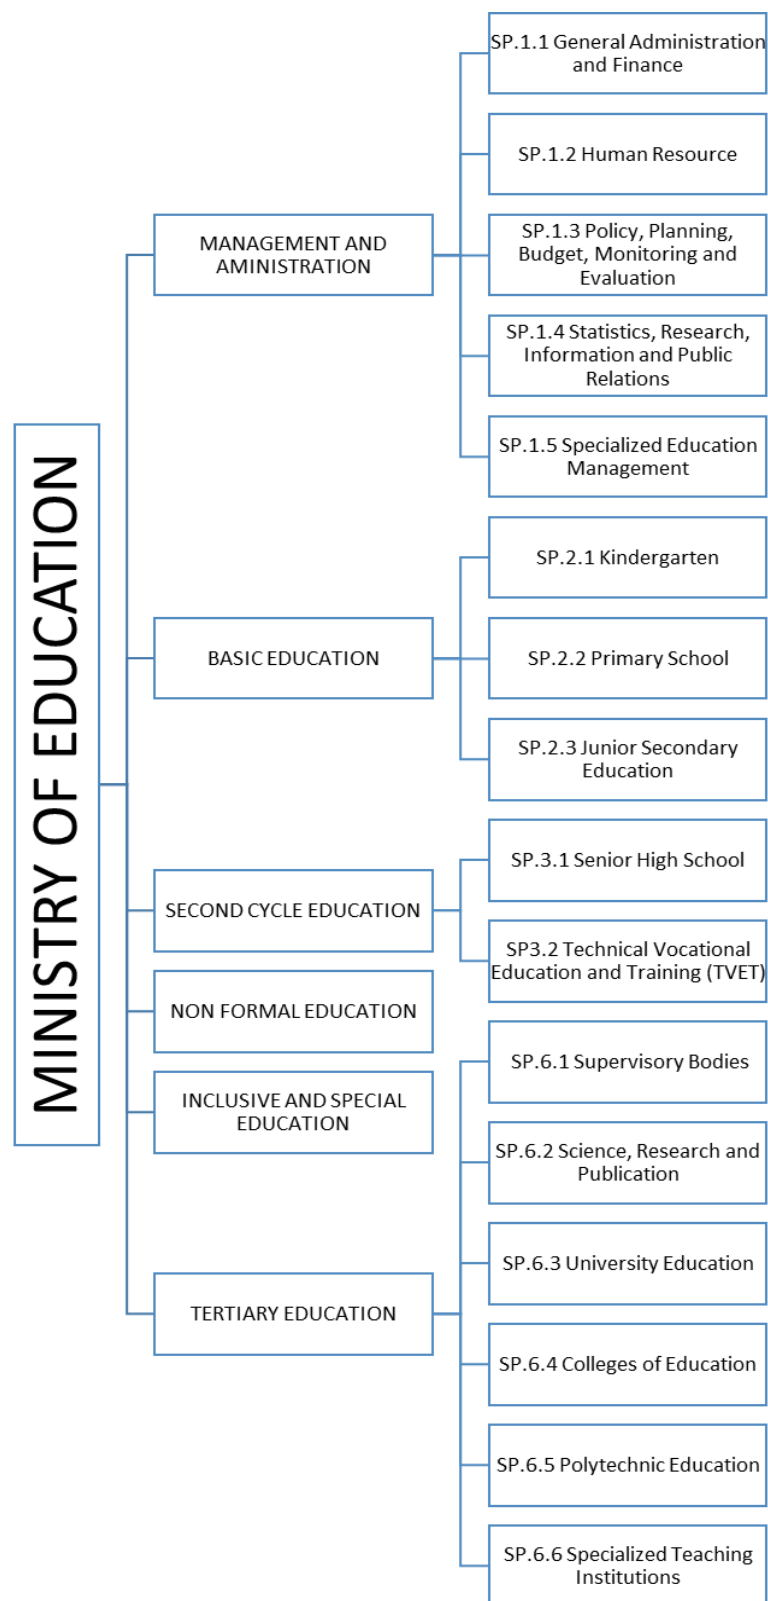 MINISTRY OF EDUCATION
MANAGEMENT AND
AMINISTRATION
SP.1.1 General Administration
and Finance
SP.1.2 Human Resource
SP.1.3 Policy, Planning,
Budget, Monitoring and
Evaluation
SP.1.4 Statistics, Research,
Information and Public
Relations
SP.1.5 Specialized Education
Management
BASIC EDUCATION
SP.2.1 Kindergarten
SP.2.2 Primary School
SP.2.3 Junior Secondary
Education
SECOND CYCLE EDUCATION
SP.3.1 Senior High School
SP3.2 Technical Vocational
Education and Training (TVET)
NON FORMAL EDUCATION
INCLUSIVE AND SPECIAL
EDUCATION
TERTIARY EDUCATION
SP.6.1 Supervisory Bodies
SP.6.2 Science, Research and
Publication
SP.6.3 University Education
SP.6.4 Colleges of Education
SP.6.5 Polytechnic Education
SP.6.6 Specialized Teaching
Institutions